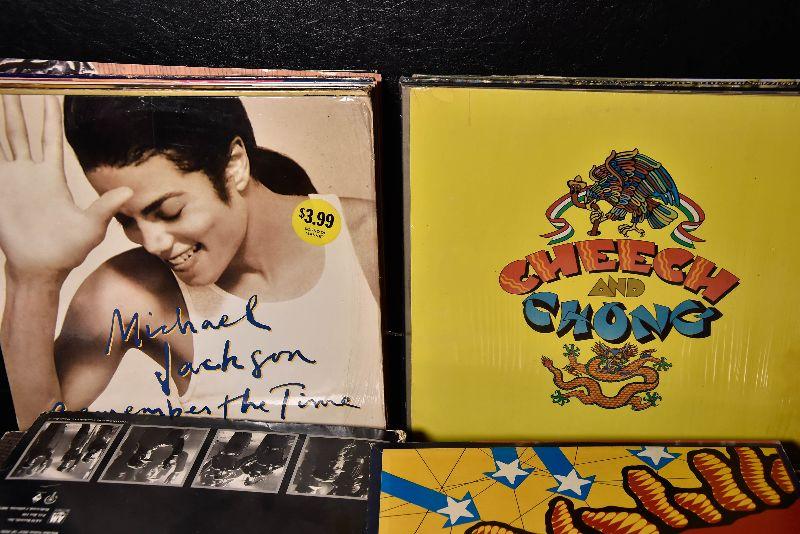 $3.99
Michael
Jackson
Remember the Time
CHEECH
AND
CHONG